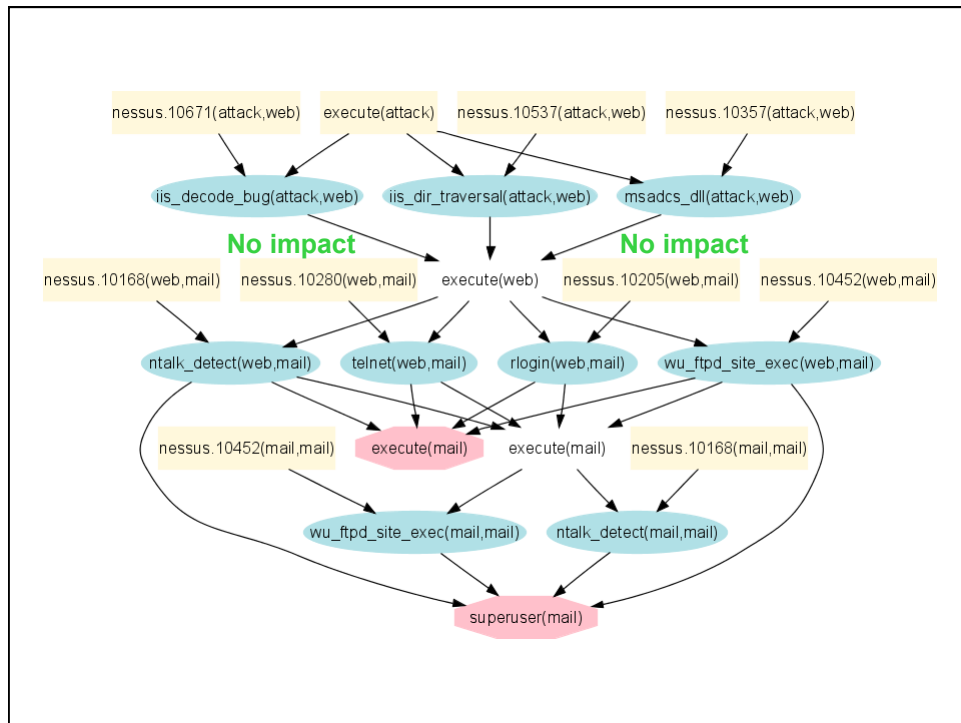 nessus.10671(attack,web)
execute(attack)
nessus.10537(attack,web)
nessus.10357(attack,web)
iis_decode_bug(attack,web)
iis_dir_traversal(attack,web)
msadcs_dll(attack,web)
No impact
No impact
nessus.10168(web,mail)
nessus.10280(web,mail)
execute(web)
nessus.10205(web,mail)
nessus.10452(web,mail)
ntalk_detect(web,mail)
telnet(web,mail)
rlogin(web,mail)
wu_ftpd_site_exec(web,mail)
nessus.10452(mail,mail)
execute(mail)
execute(mail)
nessus.10168(mail,mail)
wu_ftpd_site_exec(mail,mail)
ntalk_detect(mail,mail)
superuser(mail)